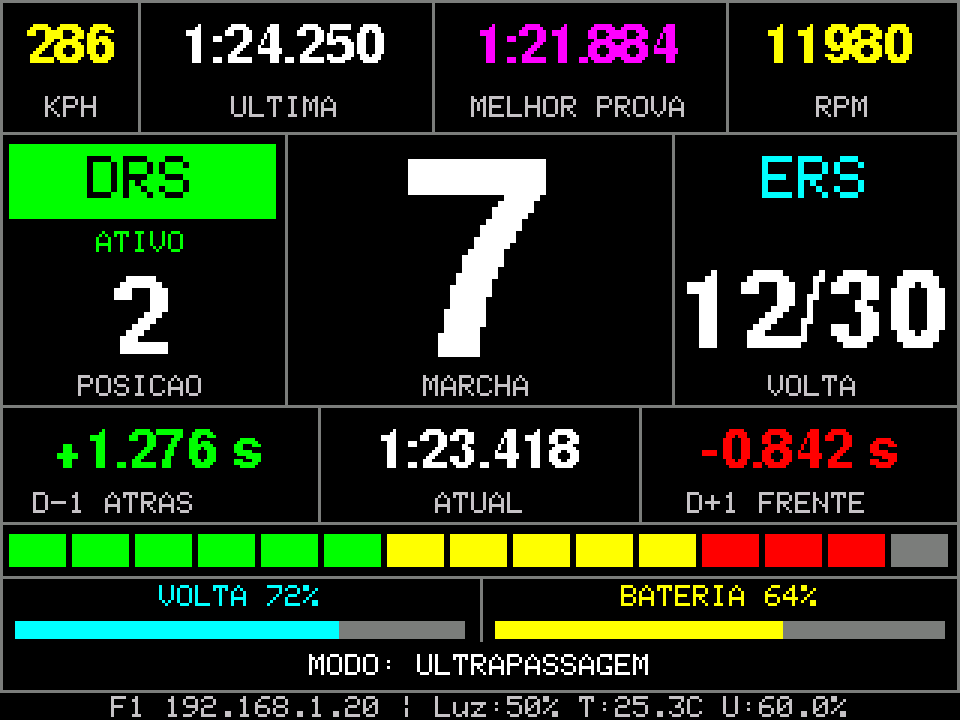 286 1:24.250 1:21.884 11980
KPH ULTIMA MELHOR PROVA RPM
DRS 7 ERS
ATIVO
2 12/30
POSICAO MARCHA VOLTA
+1.276 s 1:23.418 -0.842 s
D-1 ATRAS ATUAL D+1 FRENTE
VOLTA 72% BATERIA 64%
MODO: ULTRAPASSAGEM
F1 192.168.1.20 | Luz:50% T:25.3C U:60.0%